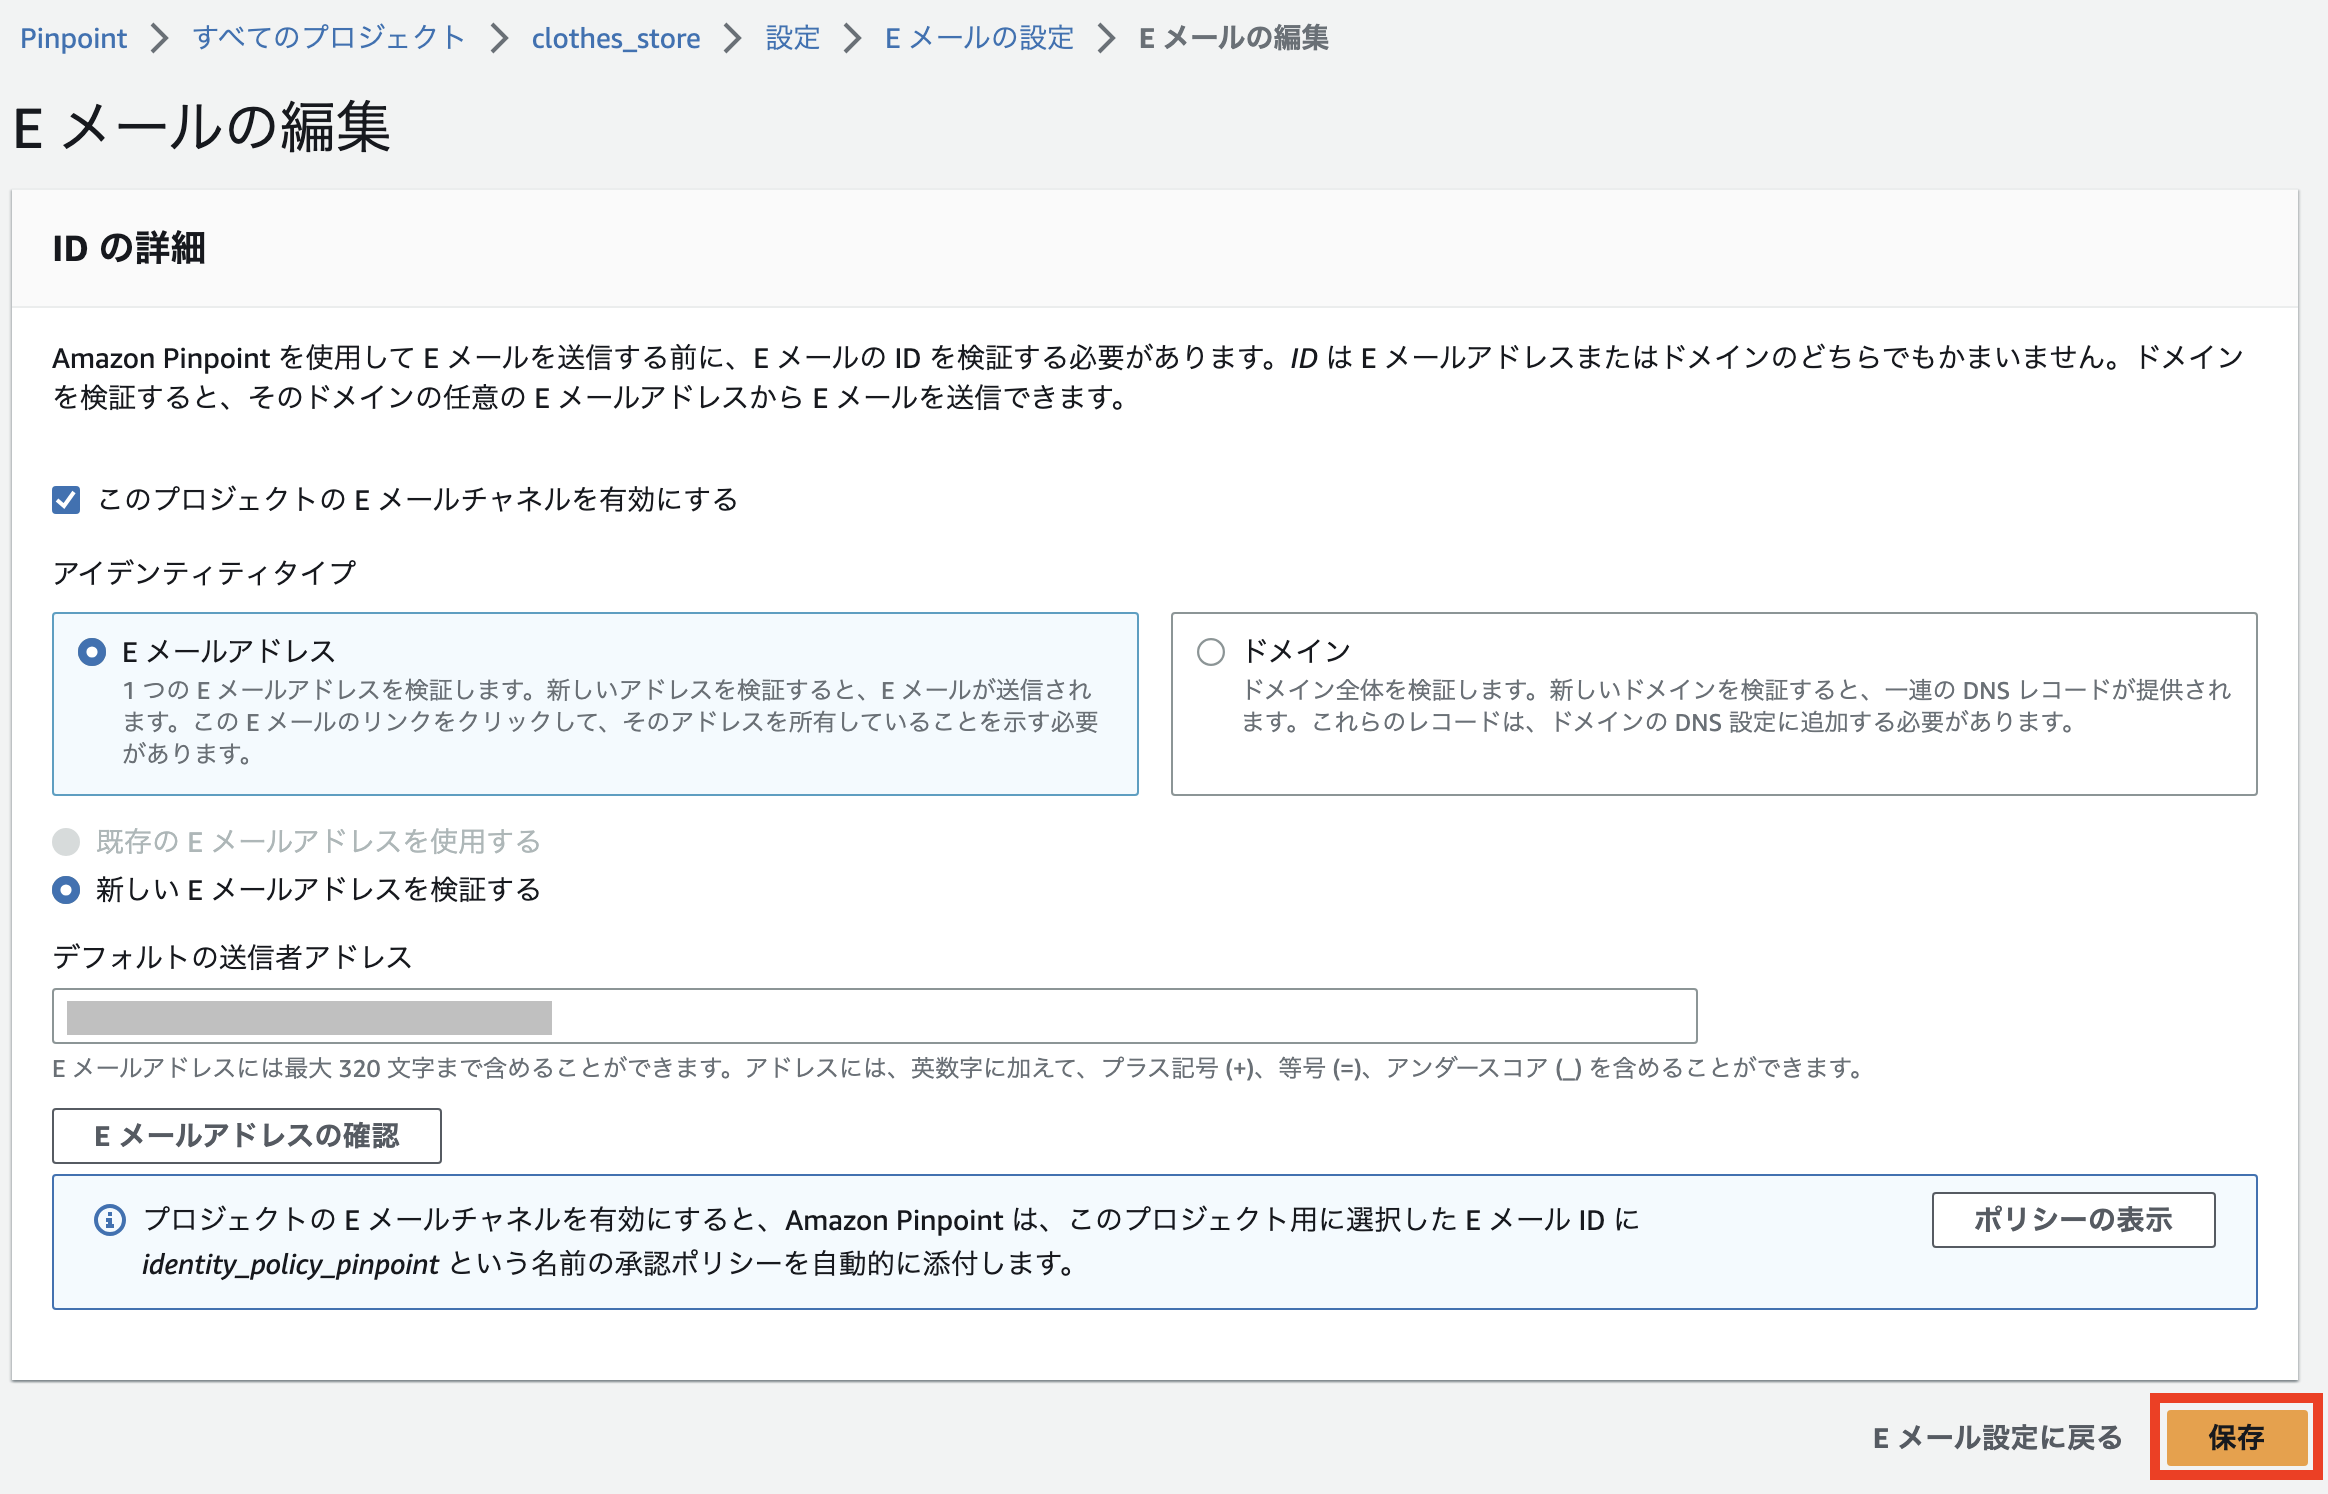 Pinpoint > すべてのプロジェクト > clothes_store > 設定 > E メールの設定 > E メールの編集
E メールの編集
ID の詳細
Amazon Pinpoint を使用して E メールを送信する前に、E メールの ID を検証する必要があります。ID は E メールアドレスまたはドメインのどちらでもかまいません。ドメイン
を検証すると、そのドメインの任意の E メールアドレスから E メールを送信できます。
このプロジェクトの E メールチャネルを有効にする
アイデンティティタイプ
E メールアドレス
1 つの E メールアドレスを検証します。新しいアドレスを検証すると、E メールが送信され
ます。この E メールのリンクをクリックして、そのアドレスを所有していることを示す必要
があります。
ドメイン
ドメイン全体を検証します。新しいドメインを検証すると、一連の DNS レコードが提供され
ます。これらのレコードは、ドメインの DNS 設定に追加する必要があります。
既存の E メールアドレスを使用する
新しい E メールアドレスを検証する
デフォルトの送信者アドレス
E メールアドレスには最大 320 文字まで含めることができます。アドレスには、英数字に加えて、プラス記号 (+)、等号 (=)、アンダースコア (_) を含めることができます。
E メールアドレスの確認
プロジェクトの E メールチャネルを有効にすると、Amazon Pinpoint は、このプロジェクト用に選択した E メール ID に
identity_policy_pinpoint という名前の承認ポリシーを自動的に添付します。
ポリシーの表示
E メール設定に戻る
保存